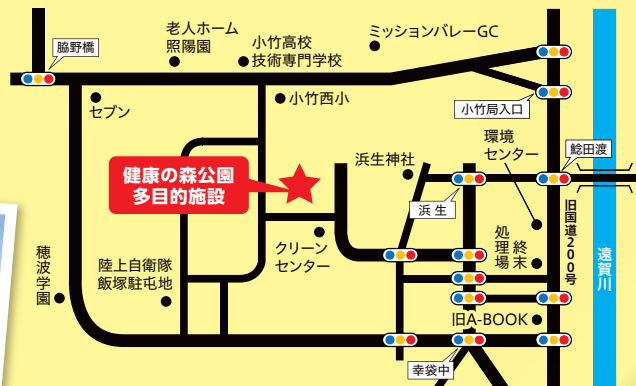 脇野橋
老人ホーム
照陽園
小竹高校
技術専門学校
ミッションバレーGC
セブン
小竹西小
小竹局入口
環境
センター
鯰田渡
浜生神社
健康の森公園
多目的施設
浜生
旧国道200号
遠賀川
終末
処理場
クリーン
センター
穂波学園
陸上自衛隊
飯塚駐屯地
旧A-BOOK
幸袋中